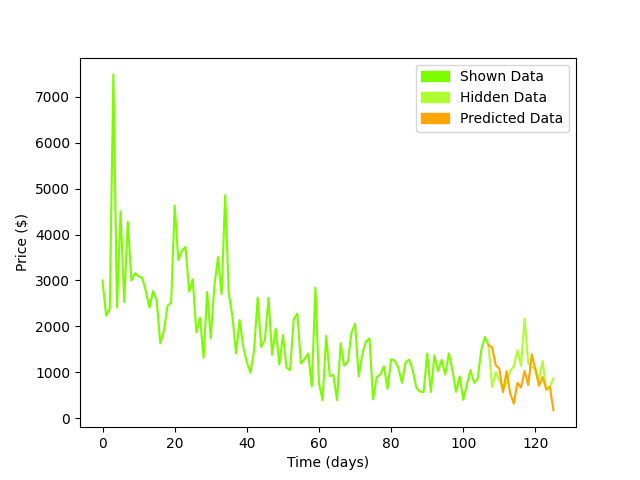 Shown Data
Hidden Data
Predicted Data
Price ($)
7000
6000
5000
4000
3000
2000
1000
0
0 20 40 60 80 100 120
Time (days)